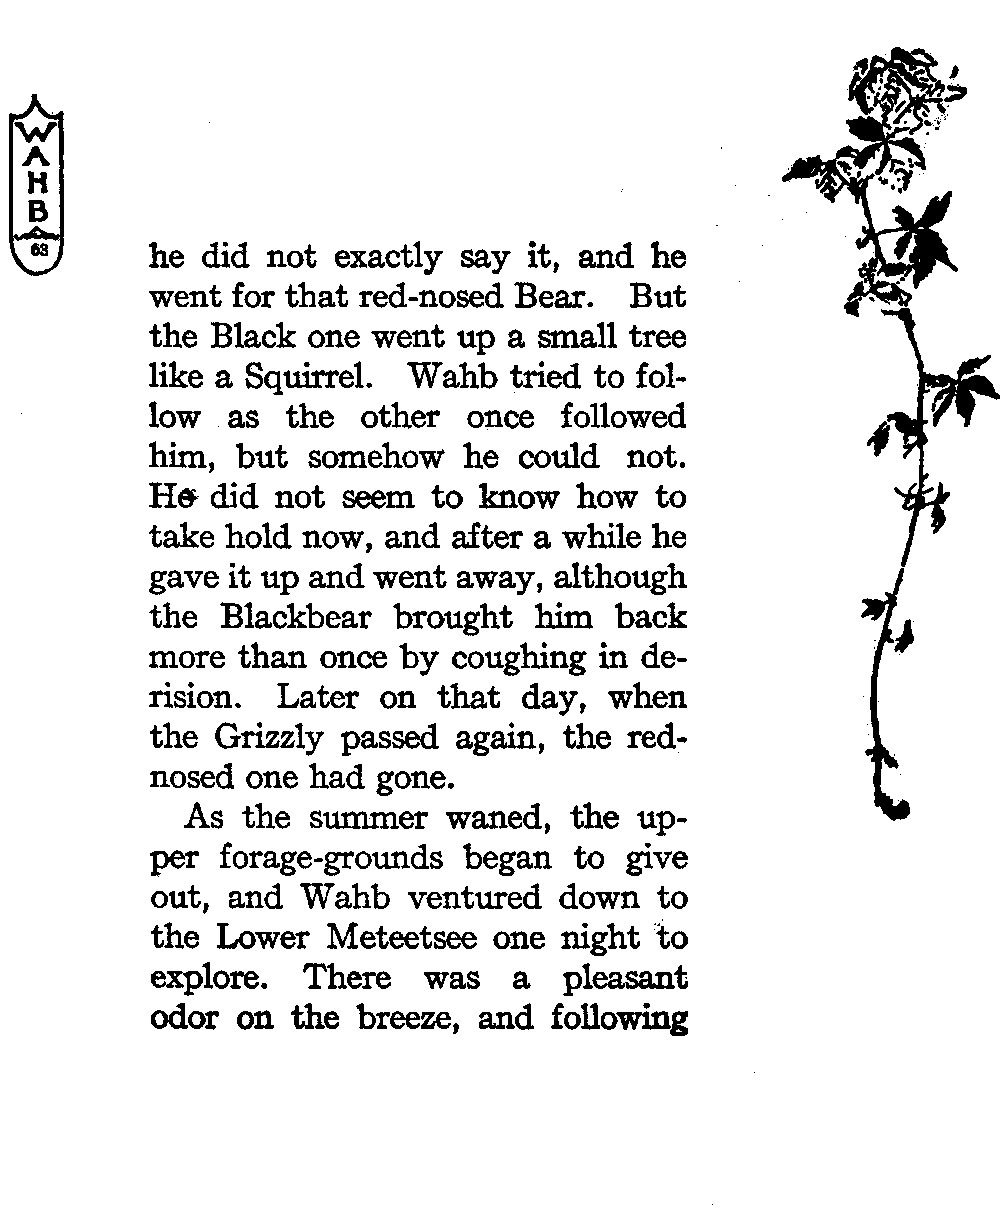 WAHB
63
he did not exactly say it, and he
went for that red-nosed Bear. But
the Black one went up a small tree
like a Squirrel. Wahb tried to fol-
low as the other once followed
him, but somehow he could not.
He did not seem to know how to
take hold now, and after a while he
gave it up and went away, although
the Blackbear brought him back
more than once by coughing in de-
rision. Later on that day, when
the Grizzly passed again, the red-
nosed one had gone.
As the summer waned, the up-
per forage-grounds began to give
out, and Wahb ventured down to
the Lower Meteetsee one night to
explore. There was a pleasant
odor on the breeze, and following